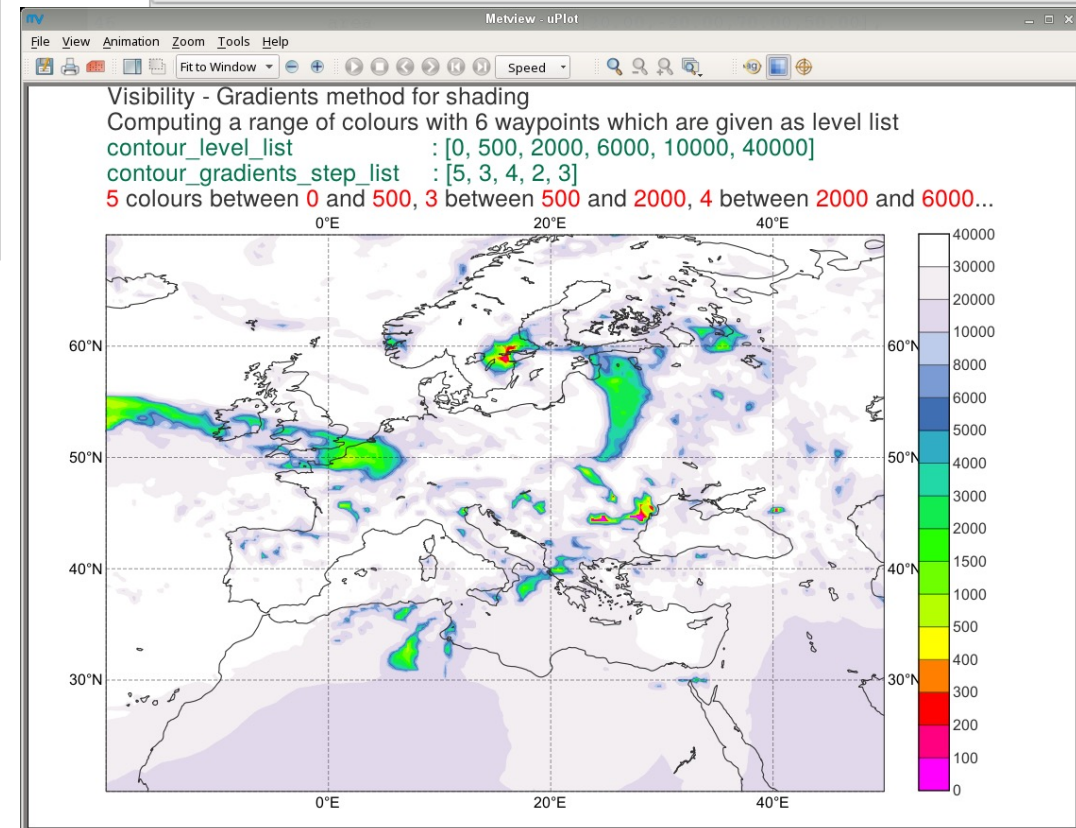 Metview - uPlot
File View Animation Zoom Tools Help
Fit to Window Speed
Visibility - Gradients method for shading
Computing a range of colours with 6 waypoints which are given as level list
contour_level_list : [0, 500, 2000, 6000, 10000, 40000]
contour_gradients_step_list : [5, 3, 4, 2, 3]
5 colours between 0 and 500, 3 between 500 and 2000, 4 between 2000 and 6000...
0°E 20°E 40°E
40000
30000
20000
10000
8000
6000
5000
4000
3000
2000
1500
1000
500
400
300
200
100
0
60°N 60°N
50°N 50°N
40°N 40°N
30°N 30°N
0°E 20°E 40°E